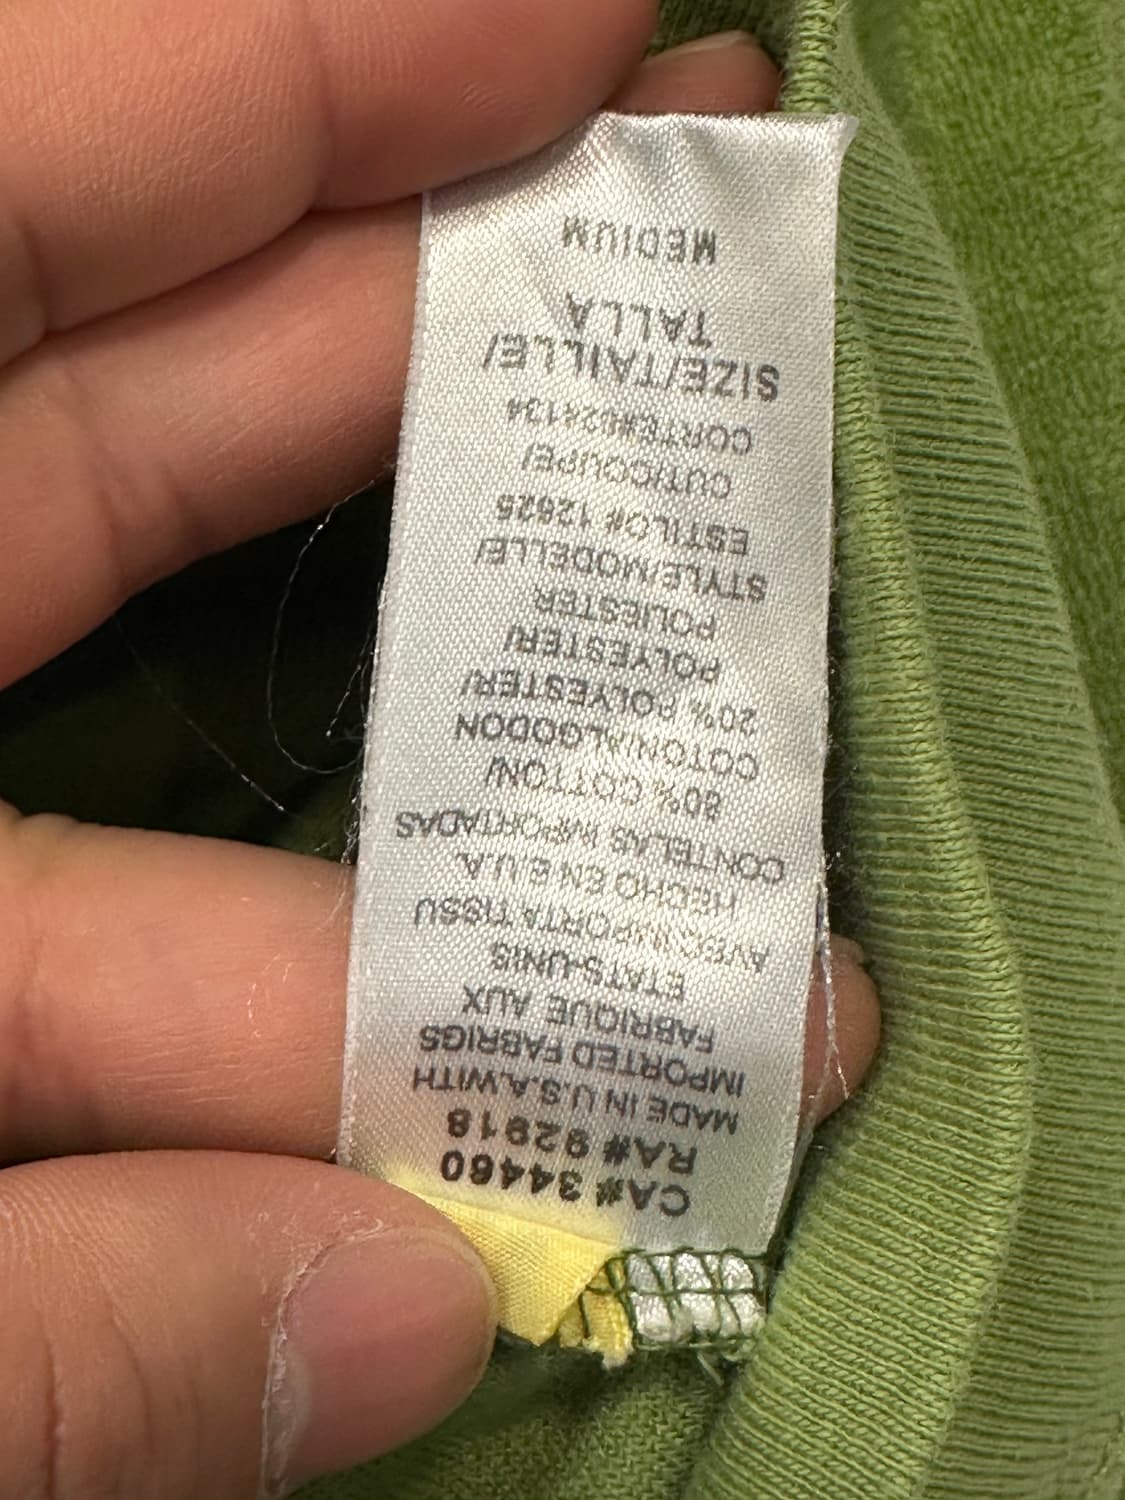 CA# 34460
RA# 92918
MADE IN U.S.A.WITH
IMPORTED FABRIGS
FABRIQUE AUX
ETATS-UNIS
AVEC IMPORTA TISSU
HECHO EN E.U.A.
CONTELAS IMPORTADAS
80% COTTON/
COTON/ALGODON
20% POLYESTER/
POLYESTER/
POLIESTER
STYLE/MODELLE/
ESTILO# 12625
CUT/COUPE/
CORTE#L24134
SIZE/TAILLE/
TALLA
MEDIUM